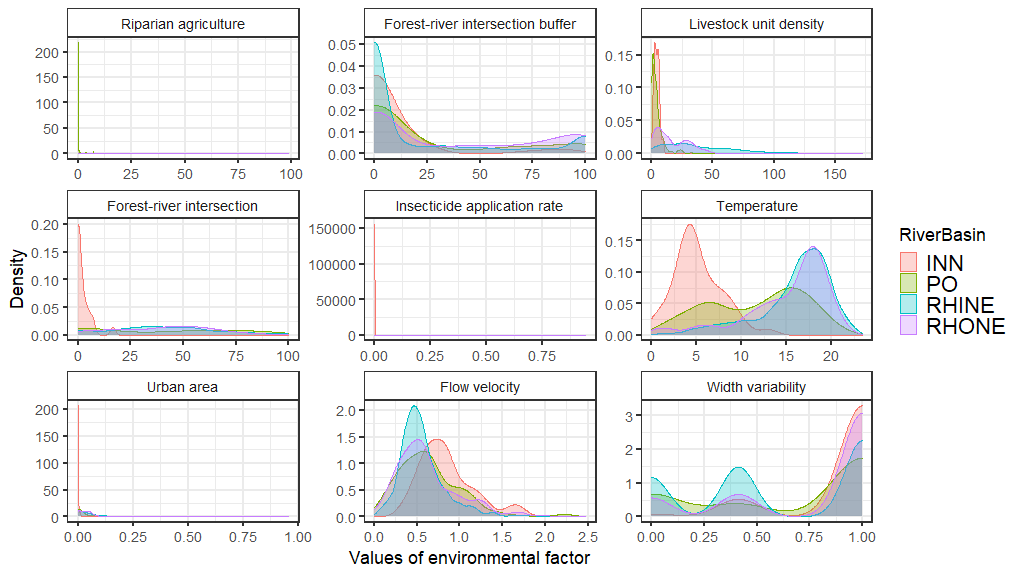 Riparian agriculture
Forest-river intersection buffer
Livestock unit density
200
150
100
50
0
0 25 50 75 100
0.05
0.04
0.03
0.02
0.01
0.00
0 25 50 75 100
0.15
0.10
0.05
0.00
0 50 100 150
Forest-river intersection
Insecticide application rate
Temperature
0.20
0.15
0.10
0.05
0.00
0 25 50 75 100
150000
100000
50000
0
0.00 0.25 0.50 0.75
0.15
0.10
0.05
0.00
0 5 10 15 20
Urban area
Flow velocity
Width variability
200
150
100
50
0
0.00 0.25 0.50 0.75 1.00
2.0
1.5
1.0
0.5
0.0
0.0 0.5 1.0 1.5 2.0 2.5
3
2
1
0
0.00 0.25 0.50 0.75 1.00
Density
Values of environmental factor
RiverBasin
INN
PO
RHINE
RHONE